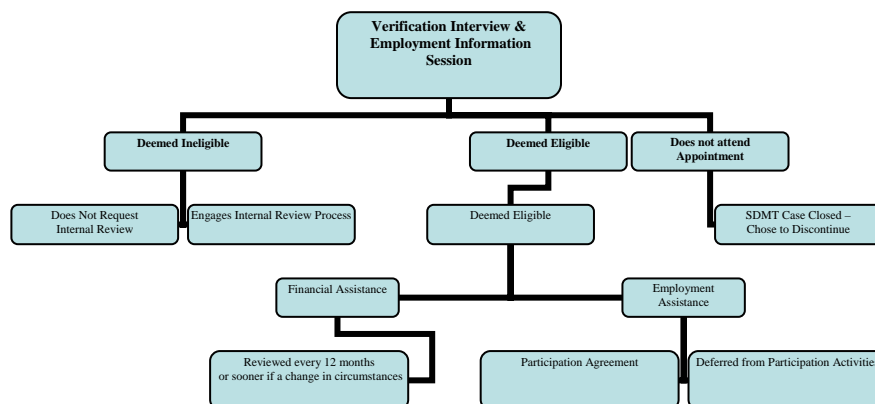 Verification Interview &
Employment Information
Session
Deemed Ineligible
Deemed Eligible
Does not attend
Appointment
Does Not Request
Internal Review
Engages Internal Review Process
Deemed Eligible
SDMT Case Closed –
Chose to Discontinue
Financial Assistance
Employment
Assistance
Reviewed every 12 months
or sooner if a change in circumstances
Participation Agreement
Deferred from Participation Activities